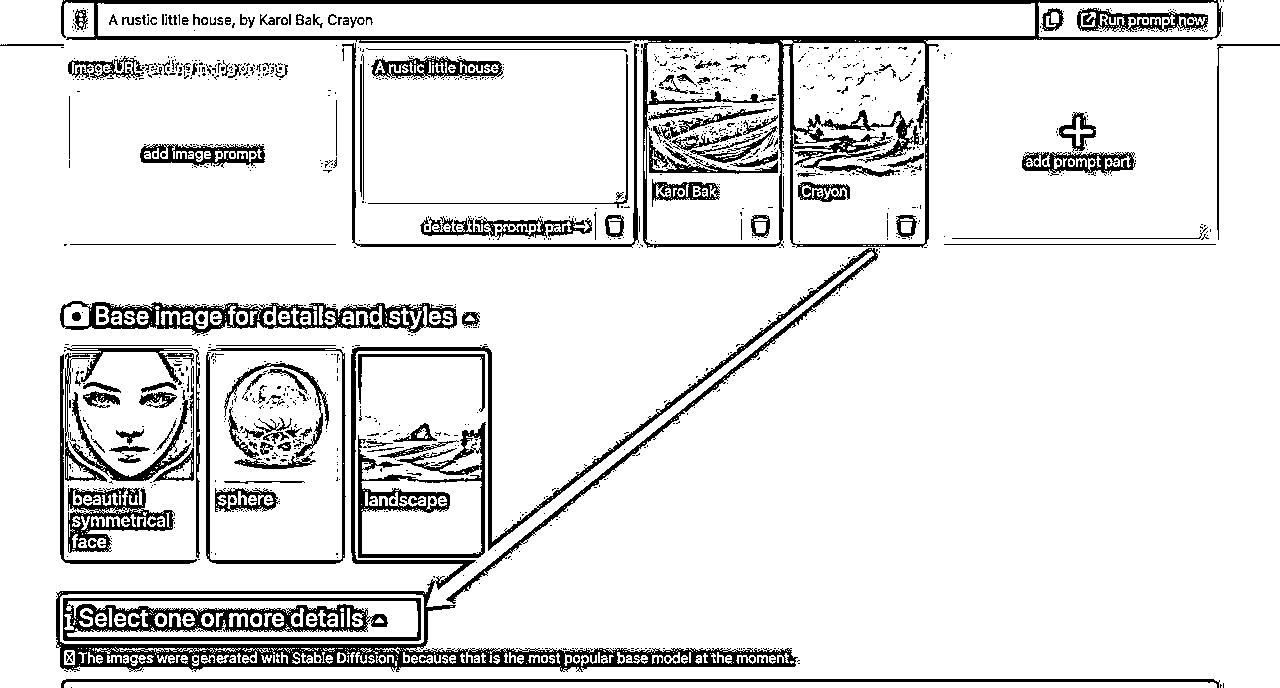 A rustic little house, by Karol Bak, Crayon
Run prompt now
Image URL ending in .jpg or .png
A rustic little house
add image prompt
add prompt part
Karol Bak
Crayon
delete this prompt part
Base image for details and styles
beautiful
symmetrical
face
sphere
landscape
Select one or more details
The images were generated with Stable Diffusion, because that is the most popular base model at the moment.